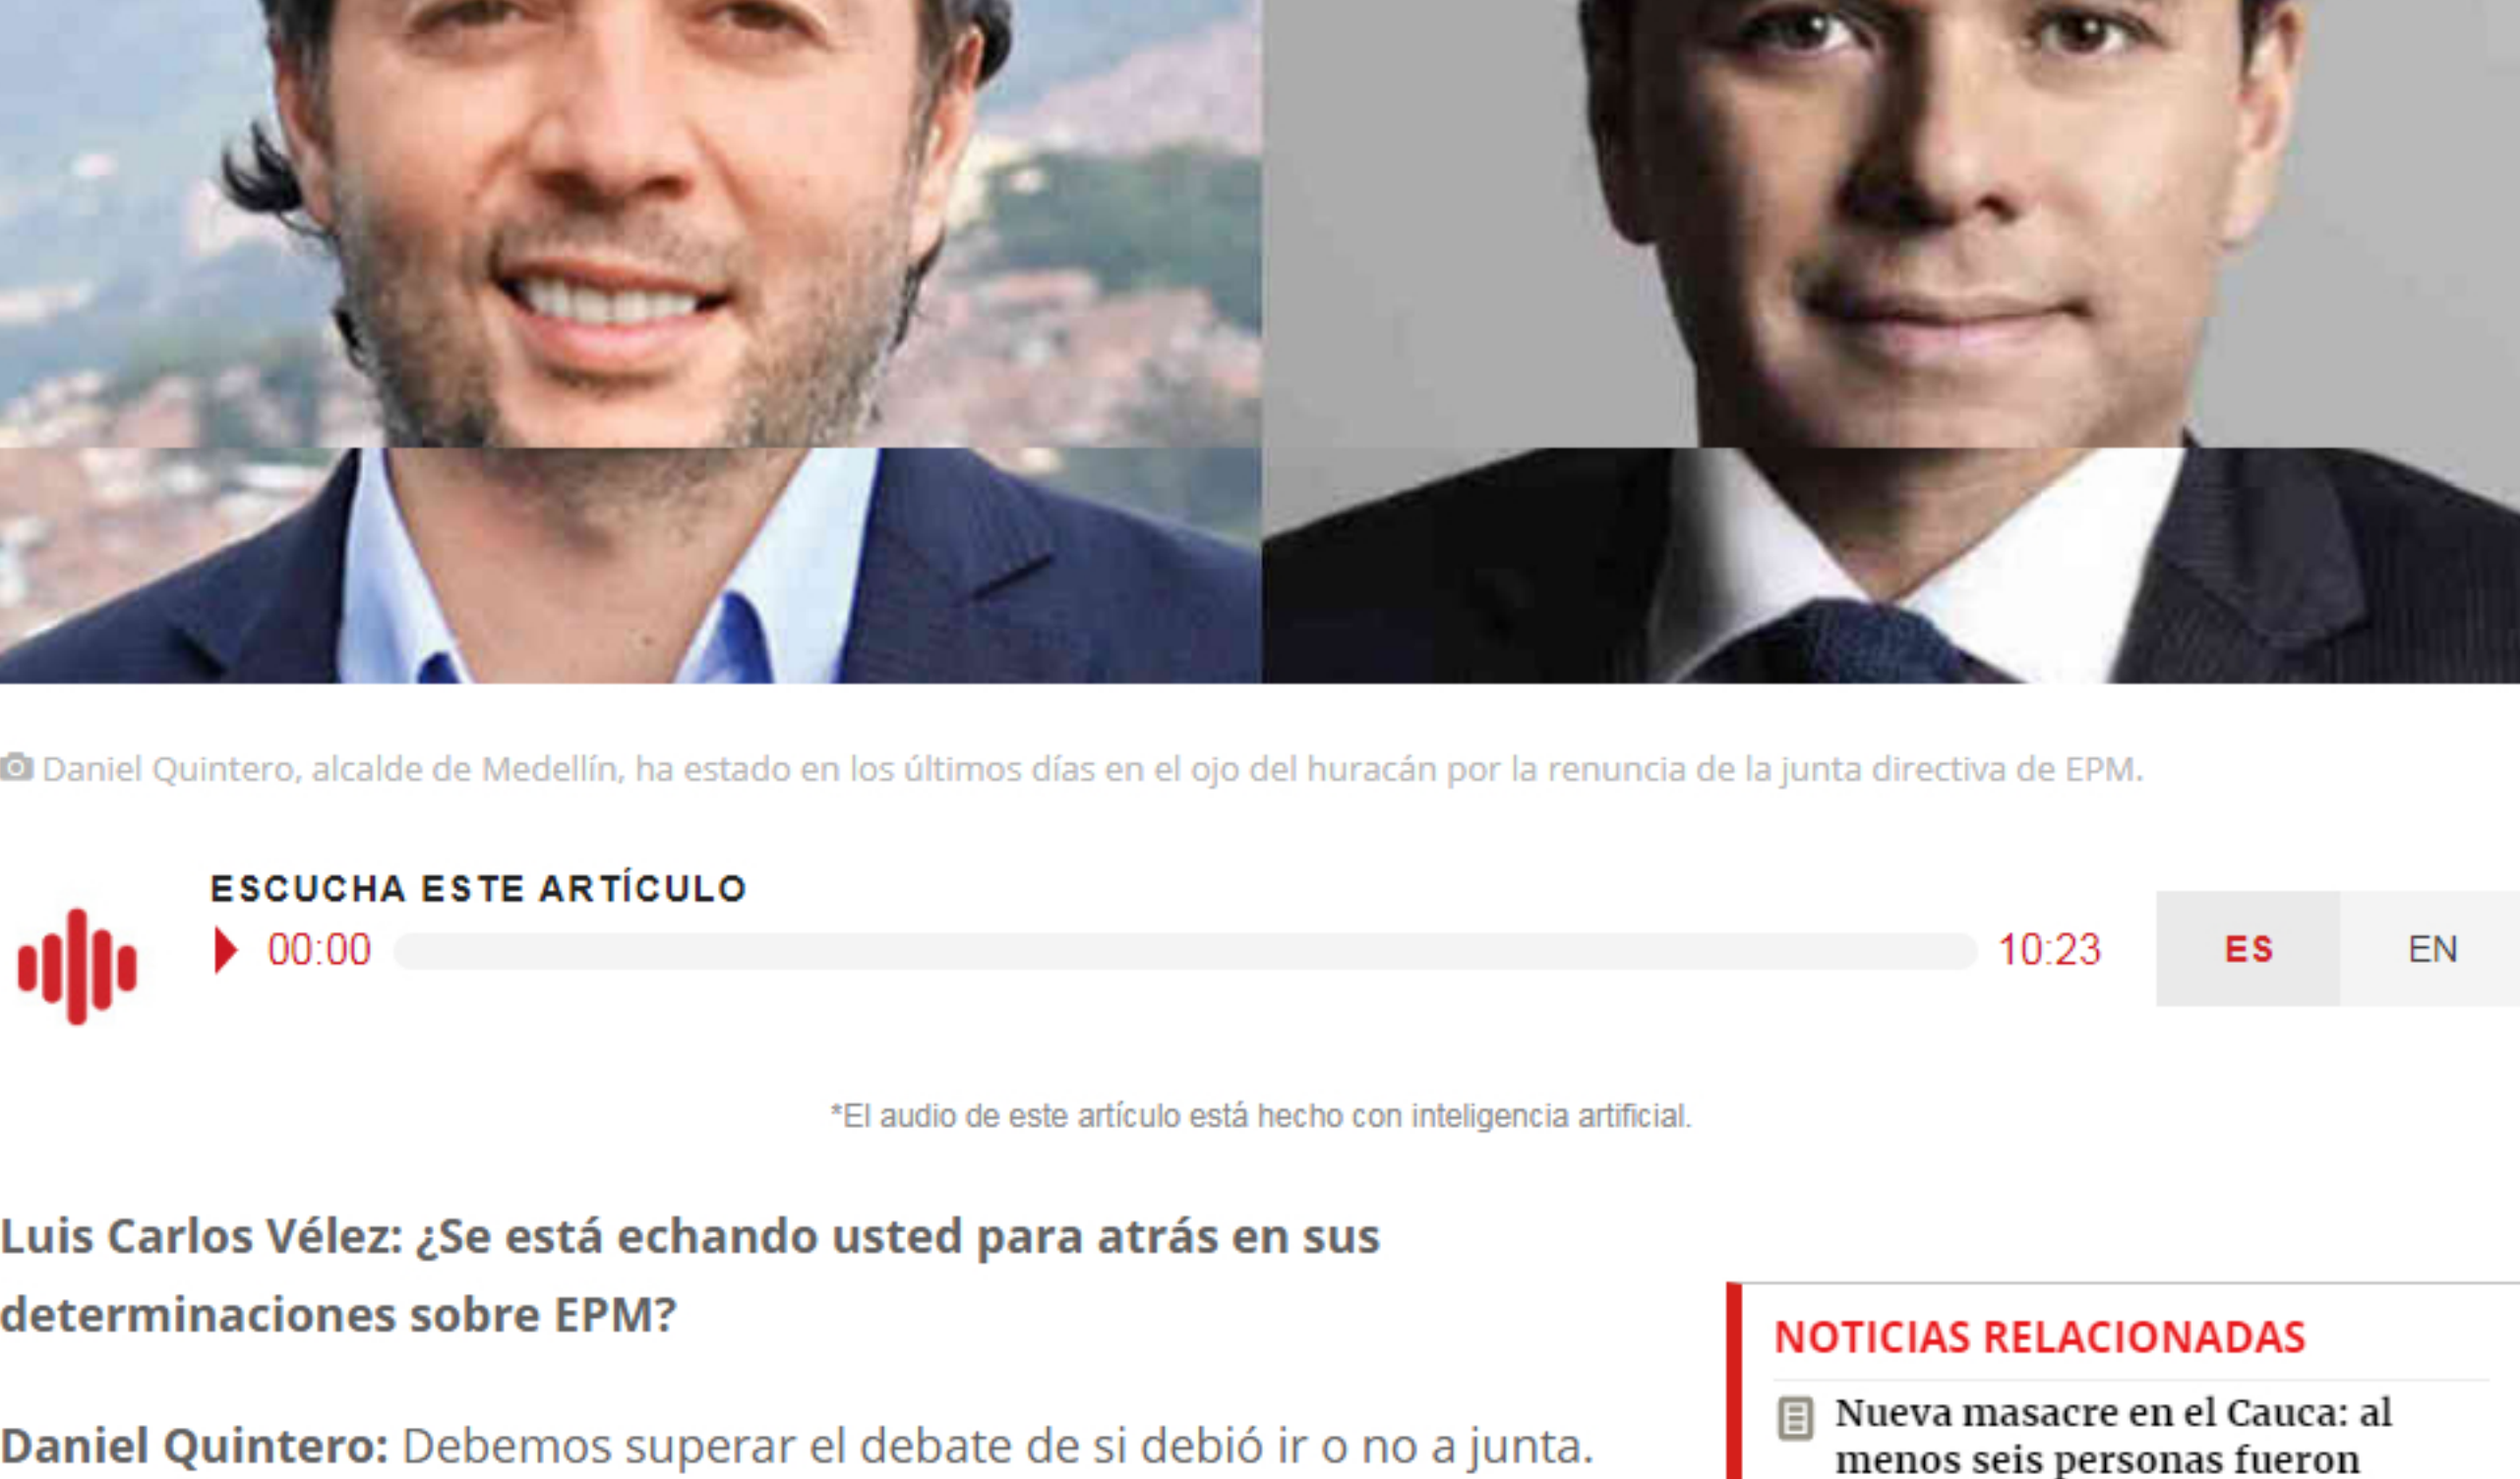 Daniel Quintero, alcalde de Medellín, ha estado en los últimos días en el ojo del huracán por la renuncia de la junta directiva de EPM.
ESCUCHA ESTE ARTÍCULO
00:00 10:23 ES EN
*El audio de este artículo está hecho con inteligencia artificial.
Luis Carlos Vélez: ¿Se está echando usted para atrás en sus
determinaciones sobre EPM?
Daniel Quintero: Debemos superar el debate de si debió ir o no a junta.
NOTICIAS RELACIONADAS
Nueva masacre en el Cauca: al
menos seis personas fueron